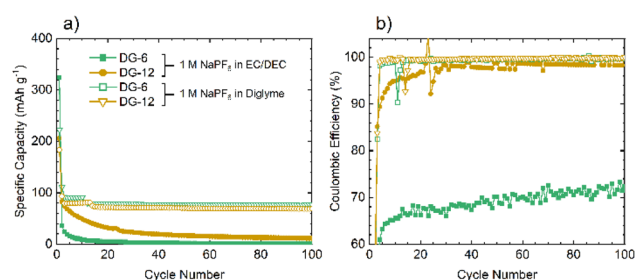 a)
400
300
200
100
0
Specific Capacity (mAh g⁻¹)
DG-6
DG-12
1 M NaPF₆ in EC/DEC
DG-6
DG-12
1 M NaPF₆ in Diglyme
0 20 40 60 80 100
Cycle Number
b)
100
90
80
70
60
Coulombic Efficiency (%)
0 20 40 60 80 100
Cycle Number